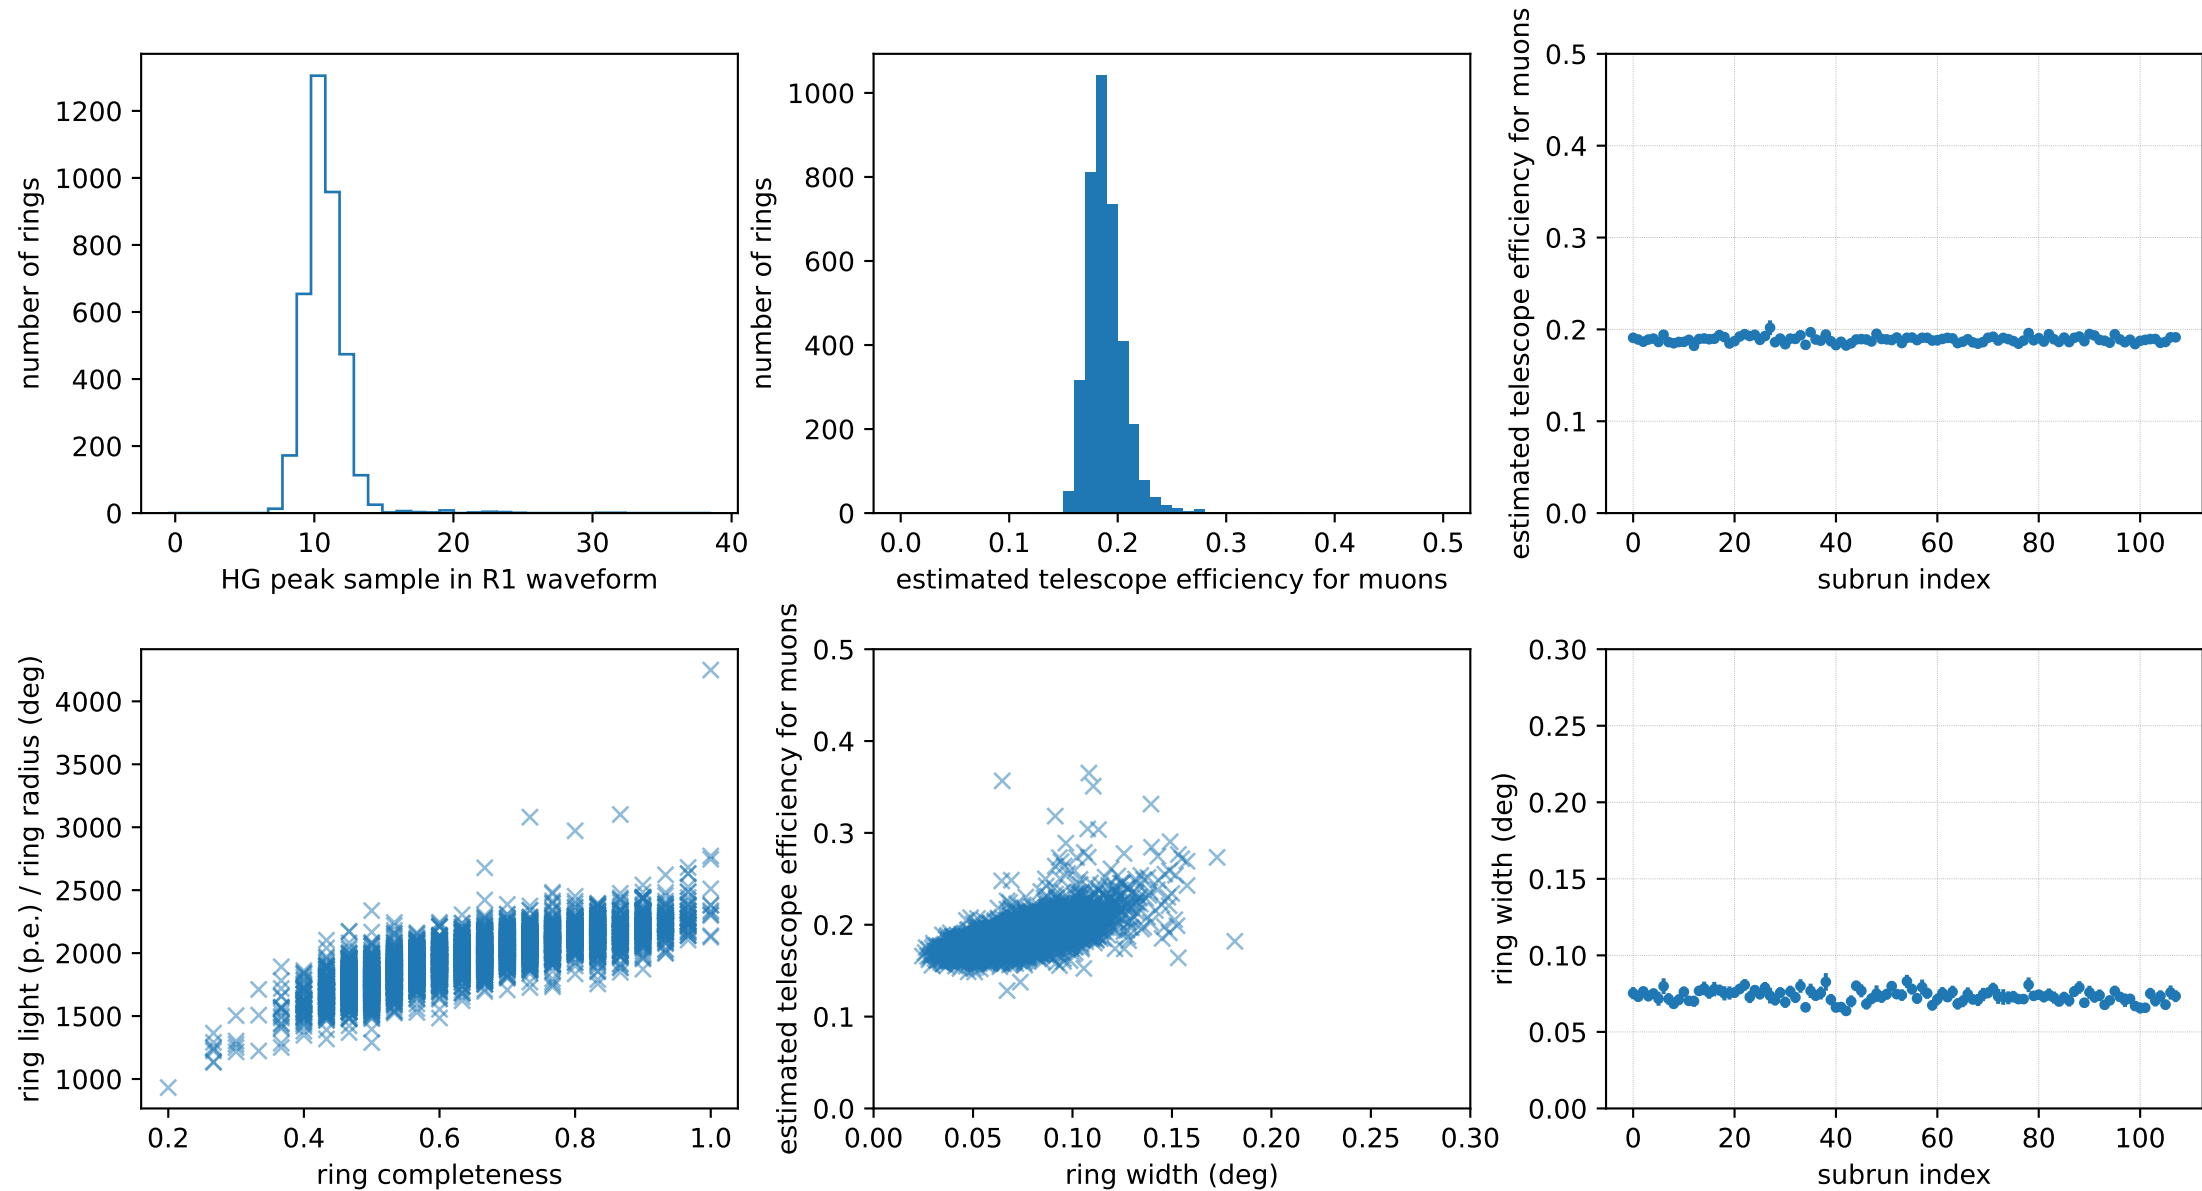 1200
1000
800
600
400
200
0
number of rings
0 10 20 30 40
HG peak sample in R1 waveform
1000
800
600
400
200
0
number of rings
0.0 0.1 0.2 0.3 0.4 0.5
estimated telescope efficiency for muons
0.5
0.4
0.3
0.2
0.1
0.0
estimated telescope efficiency for muons
0 20 40 60 80 100
subrun index
4000
3500
3000
2500
2000
1500
1000
ring light (p.e.) / ring radius (deg)
0.2 0.4 0.6 0.8 1.0
ring completeness
0.5
0.4
0.3
0.2
0.1
0.0
estimated telescope efficiency for muons
0.00 0.05 0.10 0.15 0.20 0.25 0.30
ring width (deg)
0.30
0.25
0.20
0.15
0.10
0.05
0.00
ring width (deg)
0 20 40 60 80 100
subrun index